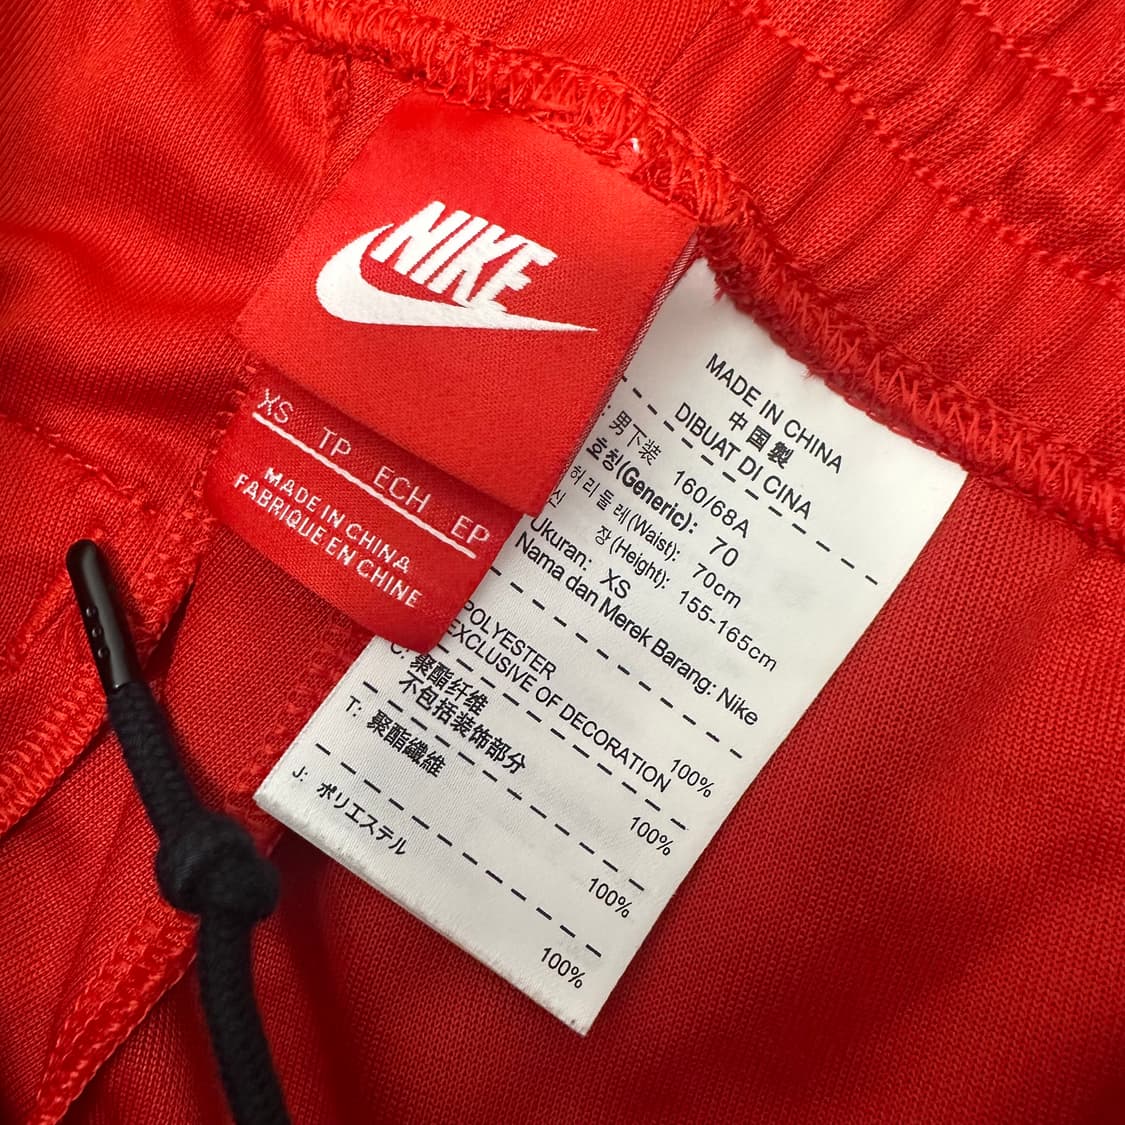 NIKE
XS TP ECH EP
MADE IN CHINA
FABRIQUE EN CHINE
MADE IN CHINA
中国製
DIBUAT DI CINA
: 男下装 160/68A
호칭(Generic): 70
허리둘레(Waist): 70cm
신 장(Height): 155-165cm
Ukuran: XS
Nama dan Merek Barang: Nike
POLYESTER 100%
EXCLUSIVE OF DECORATION
C: 聚酯纤维 100%
不包括装饰部分
T: 聚酯纖維 100%
J: ポリエステル 100%